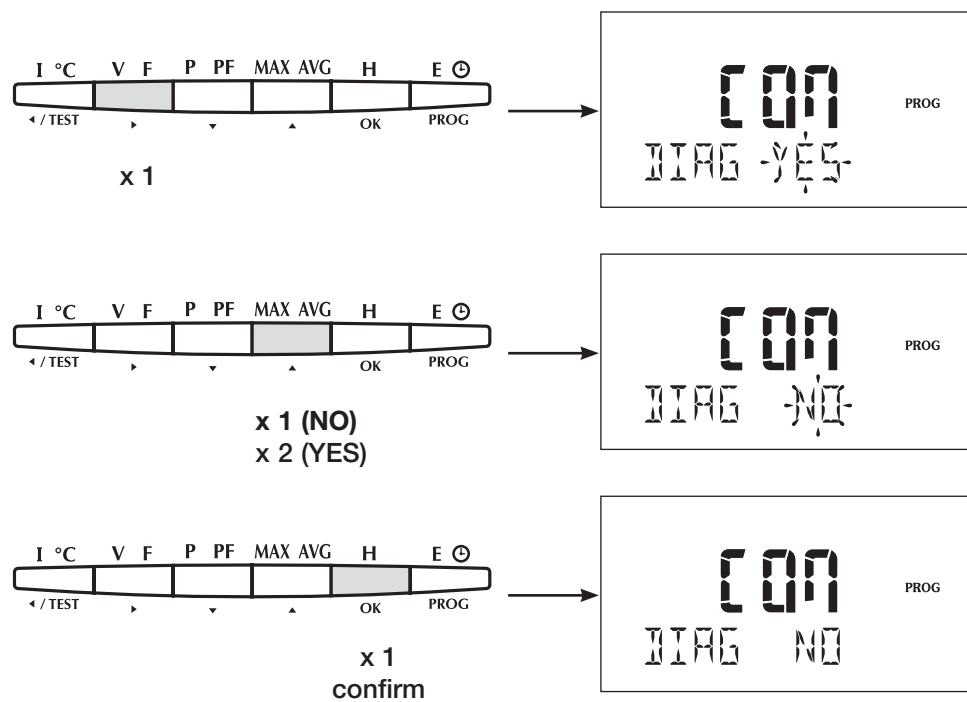 I °C V F P PF MAX AVG H E
◂ / TEST ▸ ▾ ▴ OK PROG
x 1
COM
PROG
DIAG YES
I °C V F P PF MAX AVG H E
◂ / TEST ▸ ▾ ▴ OK PROG
x 1 (NO)
x 2 (YES)
COM
PROG
DIAG NO
I °C V F P PF MAX AVG H E
◂ / TEST ▸ ▾ ▴ OK PROG
x 1
confirm
COM
PROG
DIAG NO